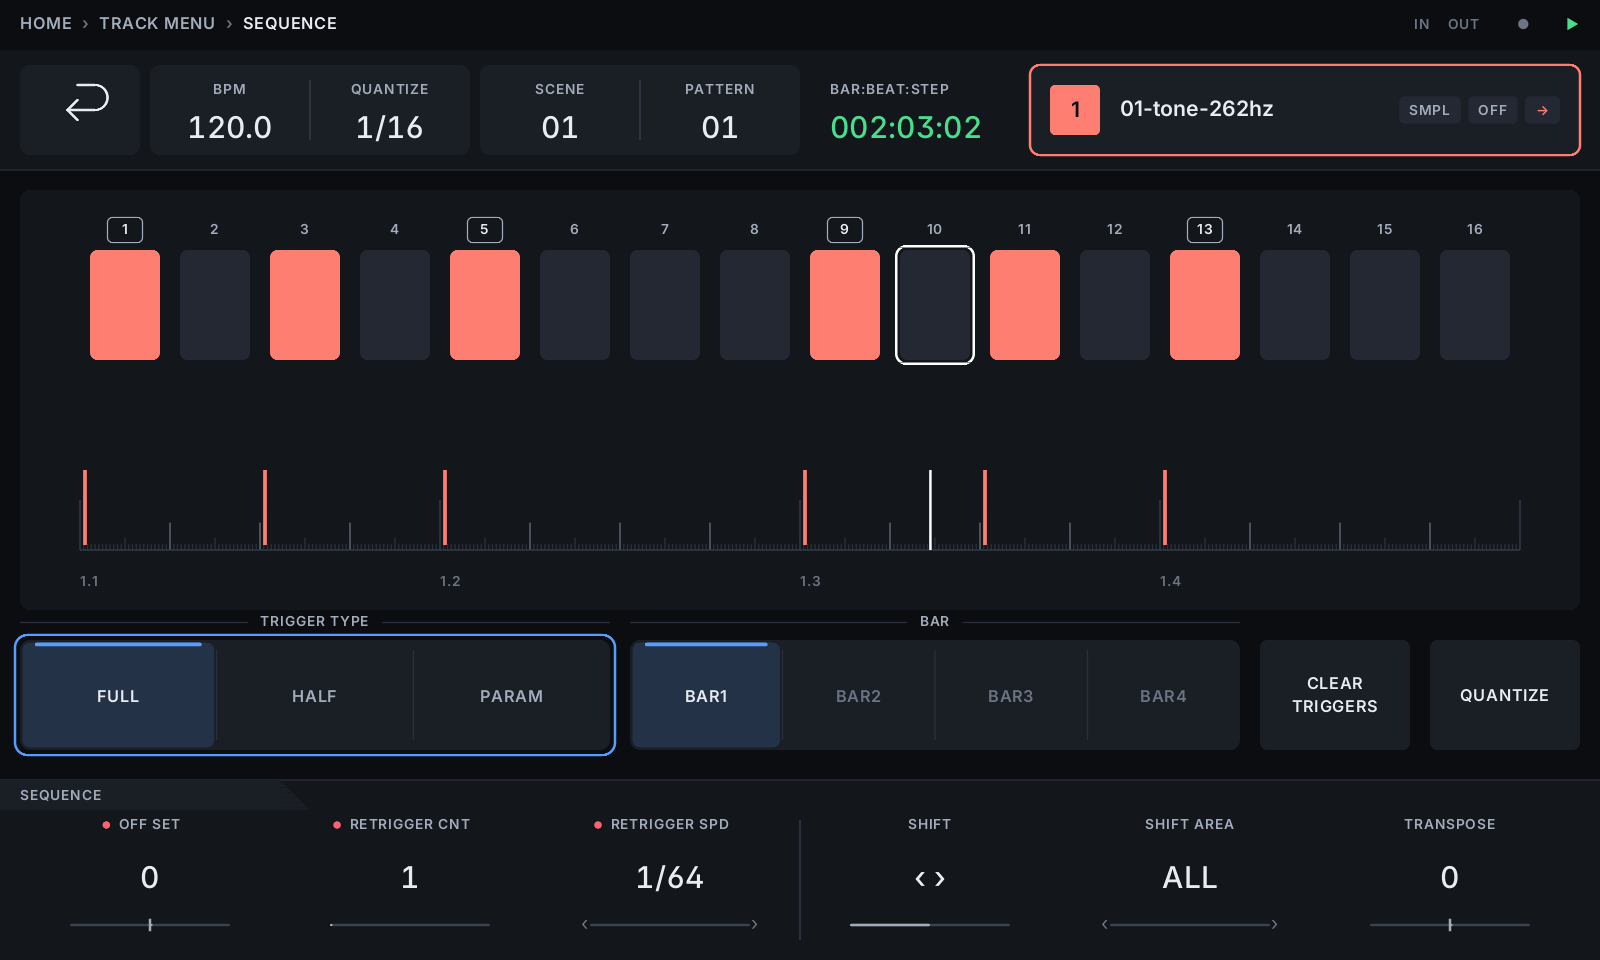 HOME › TRACK MENU › SEQUENCE
IN OUT
BPM QUANTIZE SCENE PATTERN BAR:BEAT:STEP
120.0 1/16 01 01 002:03:02
1 01-tone-262hz SMPL OFF →
1 2 3 4 5 6 7 8 9 10 11 12 13 14 15 16
1.1 1.2 1.3 1.4
TRIGGER TYPE BAR
FULL HALF PARAM BAR1 BAR2 BAR3 BAR4
CLEAR
TRIGGERS
QUANTIZE
SEQUENCE
OFF SET RETRIGGER CNT RETRIGGER SPD SHIFT SHIFT AREA TRANSPOSE
0 1 1/64 ‹ › ALL 0